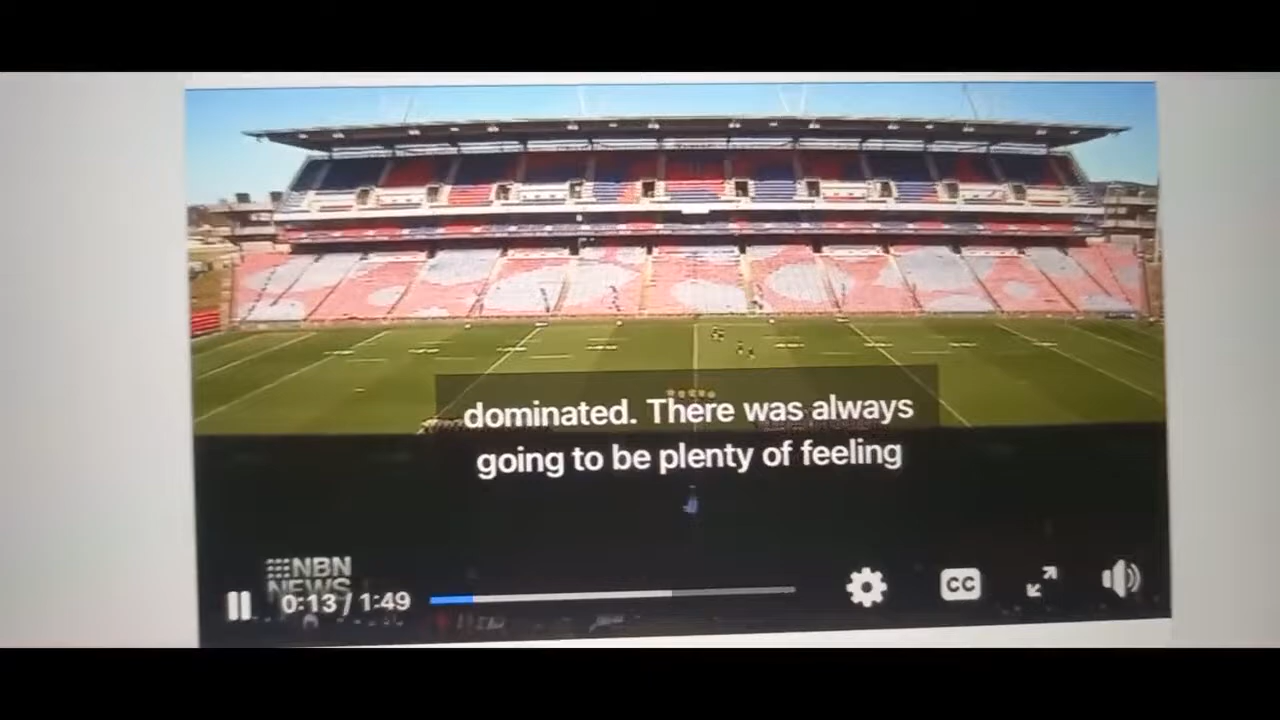 dominated. There was always
going to be plenty of feeling
NBN
NEWS
0:13 / 1:49
CC